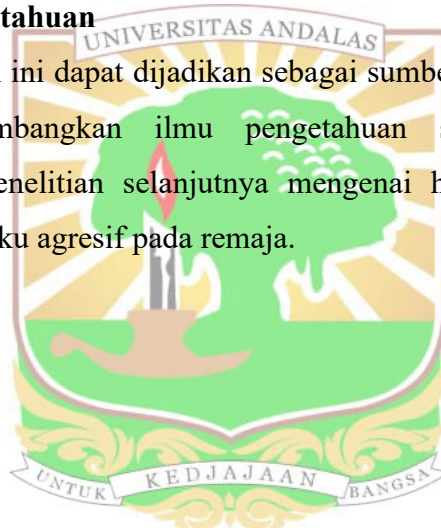 tahuan
UNIVERSITAS ANDALAS
ini dapat dijadikan sebagai sumbe
mbangkan ilmu pengetahuan s
enelitian selanjutnya mengenai h
ku agresif pada remaja.
UNTUK KEDJAJAAN BANGSA